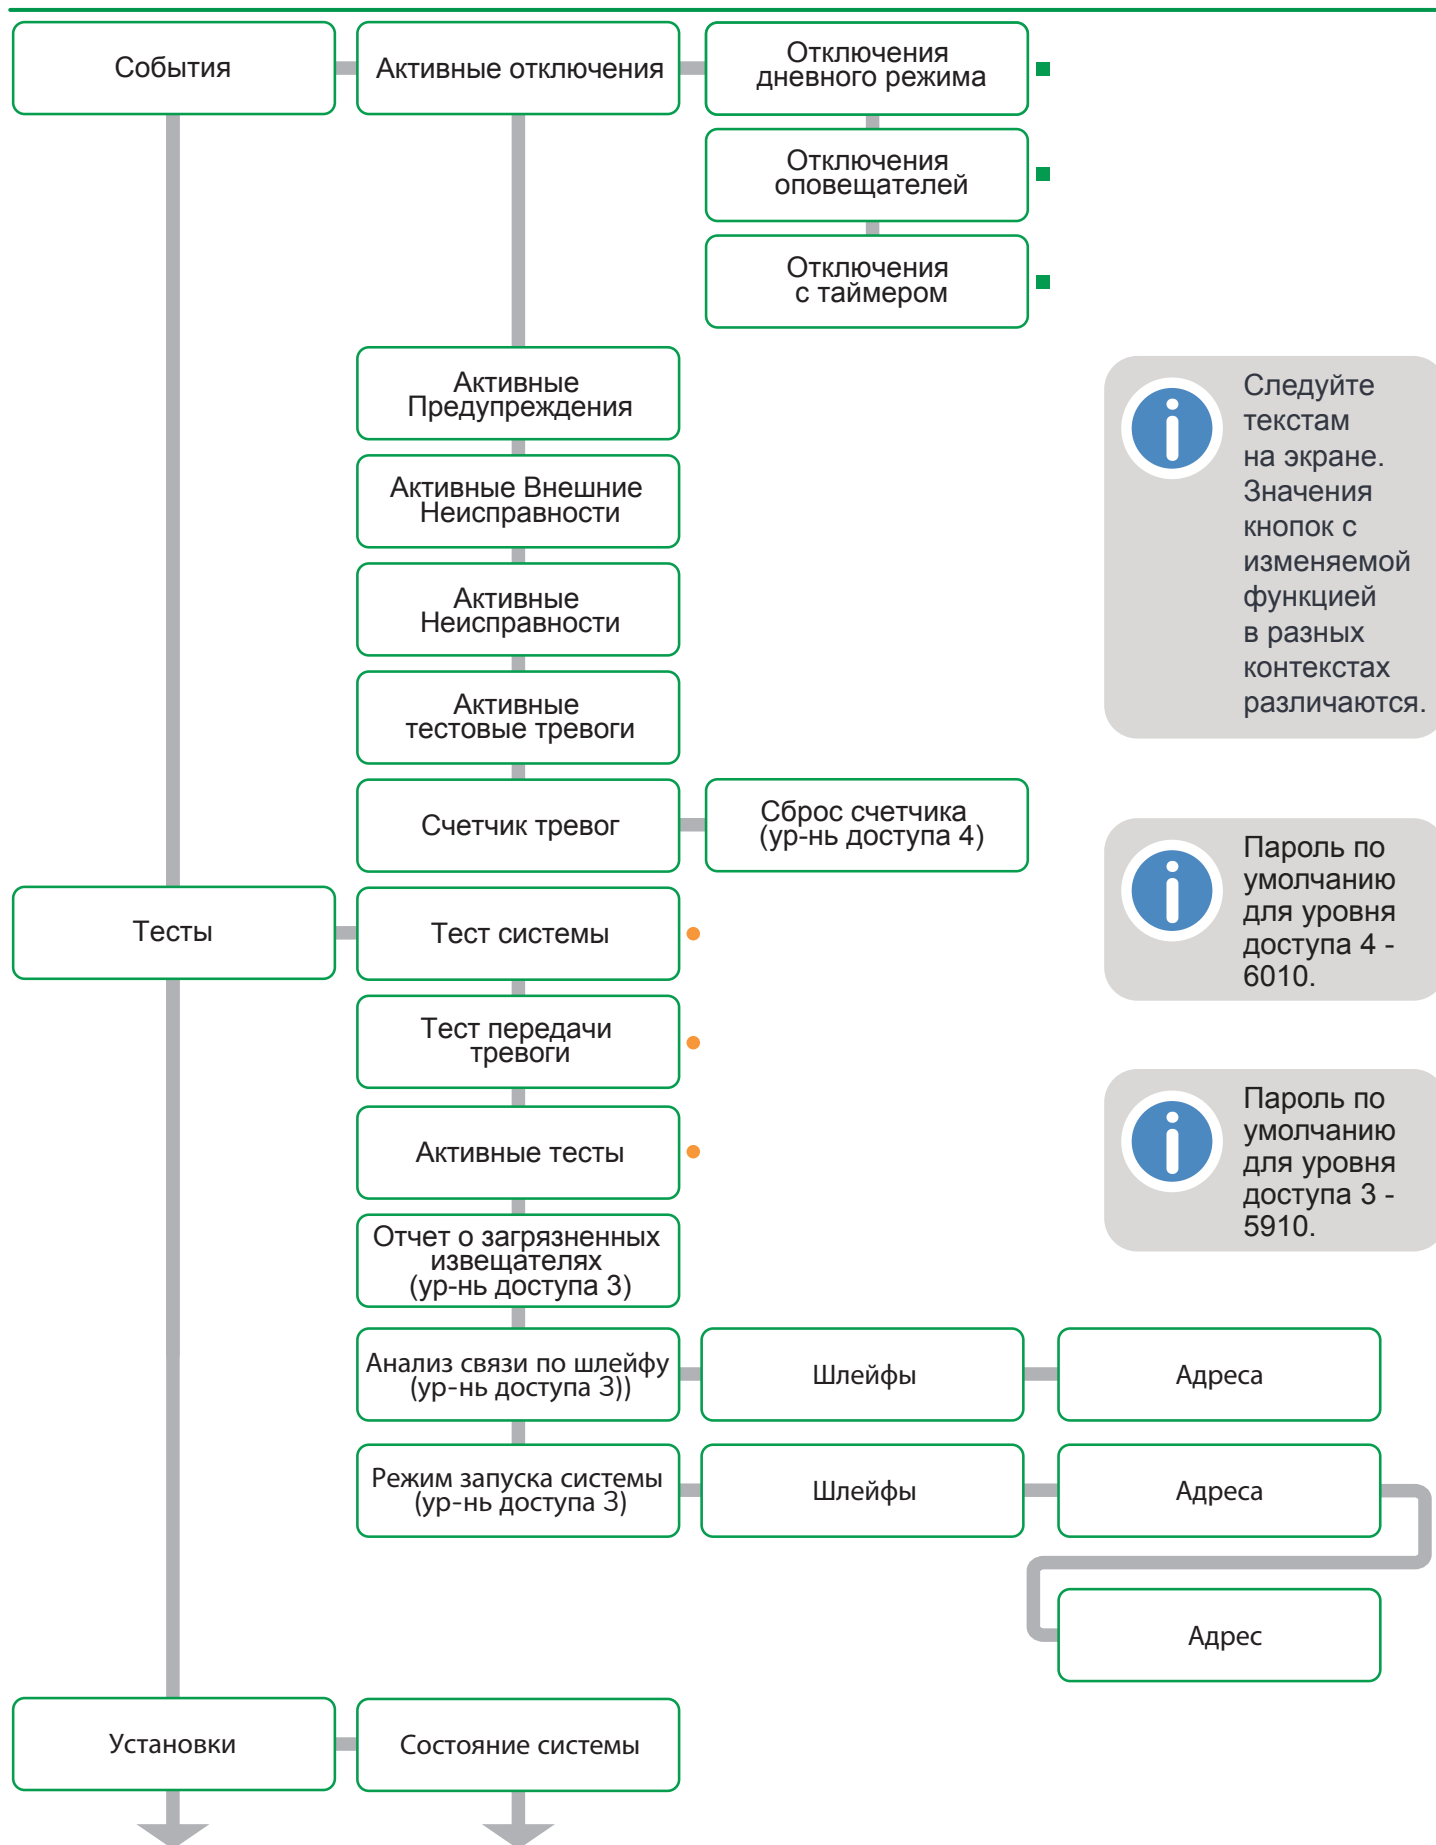 События
Активные отключения
Отключения
дневного режима
Отключения
оповещателей
Отключения
с таймером
Активные
Предупреждения
Активные Внешние
Неисправности
Активные
Неисправности
Активные
тестовые тревоги
Счетчик тревог
Сброс счетчика
(ур-нь доступа 4)
Следуйте
текстам
на экране.
Значения
кнопок с
изменяемой
функцией
в разных
контекстах
различаются.
Пароль по
умолчанию
для уровня
доступа 4 -
6010.
Тесты
Тест системы
Тест передачи
тревоги
Активные тесты
Пароль по
умолчанию
для уровня
доступа 3 -
5910.
Отчет о загрязненных
извещателях
(ур-нь доступа 3)
Анализ связи по шлейфу
(ур-нь доступа 3))
Шлейфы
Адреса
Режим запуска системы
(ур-нь доступа 3)
Шлейфы
Адреса
Адрес
Установки
Состояние системы